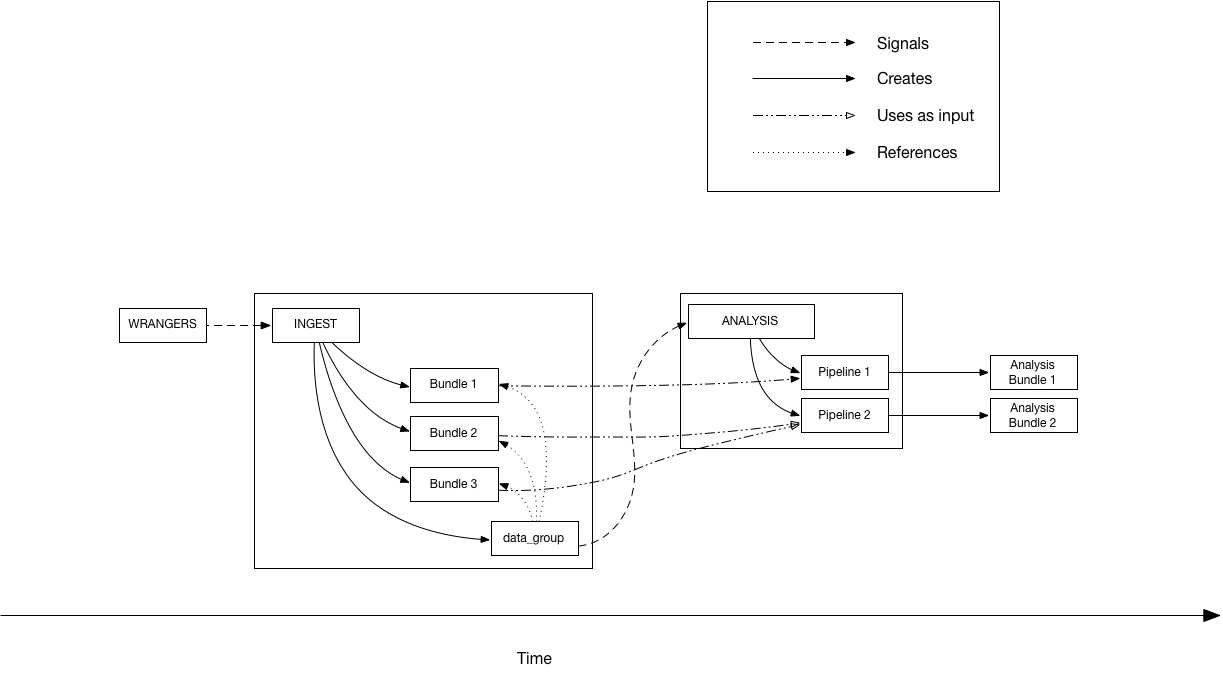 Signals
Creates
Uses as input
References
WRANGERS
INGEST
ANALYSIS
Bundle 1
Pipeline 1
Analysis
Bundle 1
Bundle 2
Pipeline 2
Analysis
Bundle 2
Bundle 3
data_group
Time